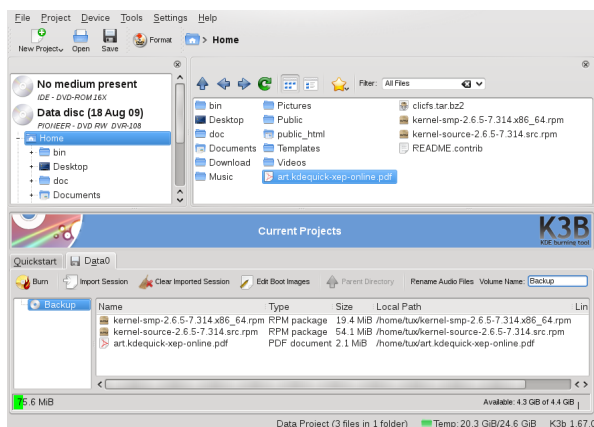 File Project Device Tools Settings Help
New Project Open Save Format > Home
No medium present
IDE - DVD-ROM 16X
Data disc (18 Aug 09)
PIONEER - DVD RW DVR-108
Home
bin
Desktop
doc
Documents
Filter: All Files
bin Pictures clicfs.tar.bz2
Desktop Public kernel-smp-2.6.5-7.314.x86_64.rpm
doc public_html kernel-source-2.6.5-7.314.src.rpm
Documents Templates README.contrib
Download Videos
Music art.kdequick-xep-online.pdf
Current Projects
K3B
KDE burning tool
Quickstart Data0
Burn Import Session Clear Imported Session Edit Boot Images Parent Directory Rename Audio Files Volume Name: Backup
Backup
Name Type Size Local Path Lin
kernel-smp-2.6.5-7.314.x86_64.rpm RPM package 19.4 MiB /home/tux/kernel-smp-2.6.5-7.314.x86_64.rpm
kernel-source-2.6.5-7.314.src.rpm RPM package 54.1 MiB /home/tux/kernel-source-2.6.5-7.314.src.rpm
art.kdequick-xep-online.pdf PDF document 2.1 MiB /home/tux/art.kdequick-xep-online.pdf
75.6 MiB Available: 4.3 GiB of 4.4 GiB
Data Project (3 files in 1 folder) Temp: 20.3 GiB/24.6 GiB K3b 1.67.0